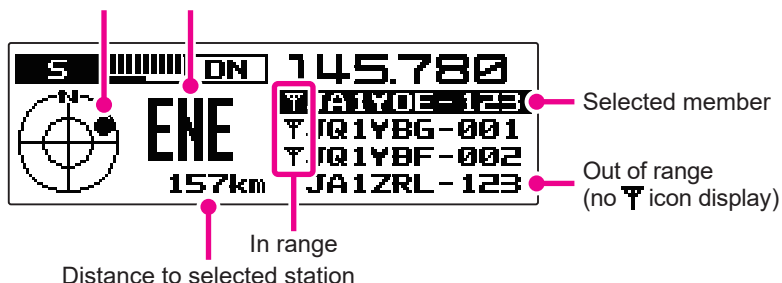 S DN 145.780
N
JA1YOE-123 Selected member
ENE JQ1YBG-001
JQ1YBF-002
157km JA1ZRL-123 Out of range
(no icon display)
In range
Distance to selected station